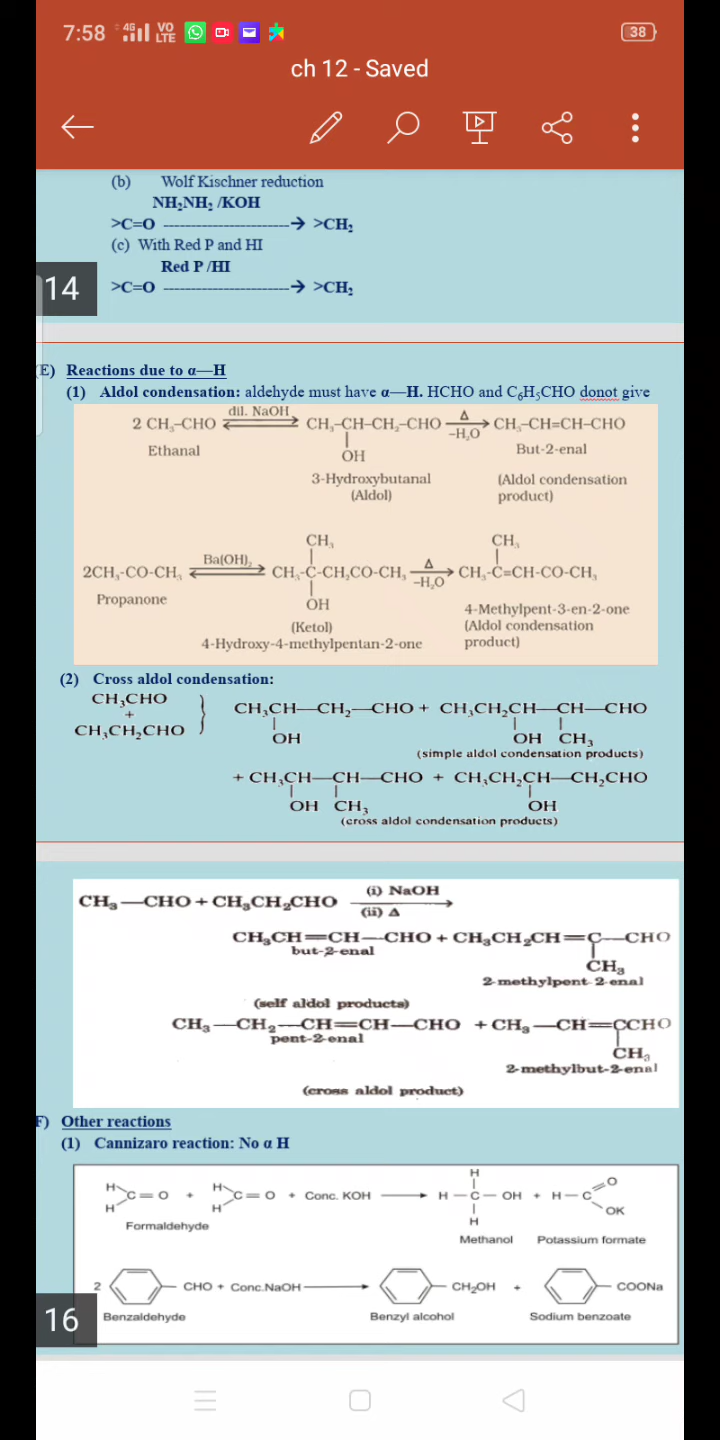 7:58 4G VO LTE 38
ch 12 - Saved
(b) Wolf Kischner reduction
NH₂NH₂ /KOH
>C=O ----------------------→ >CH₂
(c) With Red P and HI
Red P /HI
14
>C=O ----------------------→ >CH₂
E) Reactions due to α—H
(1) Aldol condensation: aldehyde must have α—H. HCHO and C₆H₅CHO donot give
2 CH₃–CHO dil. NaOH ⇌ CH₃–CH–CH₂–CHO Δ –H₂O → CH₃–CH=CH–CHO
Ethanal OH But-2-enal
3-Hydroxybutanal (Aldol condensation
(Aldol) product)
CH₃ CH₃
2CH₃-CO-CH₃ Ba(OH)₂ ⇌ CH₃-C-CH₂CO-CH₃ Δ –H₂O → CH₃-C=CH-CO-CH₃
Propanone OH 4-Methylpent-3-en-2-one
(Ketol) (Aldol condensation
4-Hydroxy-4-methylpentan-2-one product)
(2) Cross aldol condensation:
CH₃CHO
+
CH₃CH₂CHO } CH₃CH—CH₂—CHO + CH₃CH₂CH—CH—CHO
OH OH CH₃
(simple aldol condensation products)
+ CH₃CH—CH—CHO + CH₃CH₂CH—CH₂CHO
OH CH₃ OH
(cross aldol condensation products)
CH₃—CHO + CH₃CH₂CHO (i) NaOH (ii) Δ →
CH₃CH=CH—CHO + CH₃CH₂CH=C—CHO
but-2-enal CH₃
2-methylpent-2-enal
(self aldol products)
CH₃—CH₂—CH=CH—CHO + CH₃—CH=CCHO
pent-2-enal CH₃
2-methylbut-2-enal
(cross aldol product)
F) Other reactions
(1) Cannizaro reaction: No α H
H H H O
C=O + C=O + Conc. KOH → H—C—OH + H—C
H H H OK
Formaldehyde Methanol Potassium formate
2 CHO + Conc.NaOH → CH₂OH + COONa
16
Benzaldehyde Benzyl alcohol Sodium benzoate